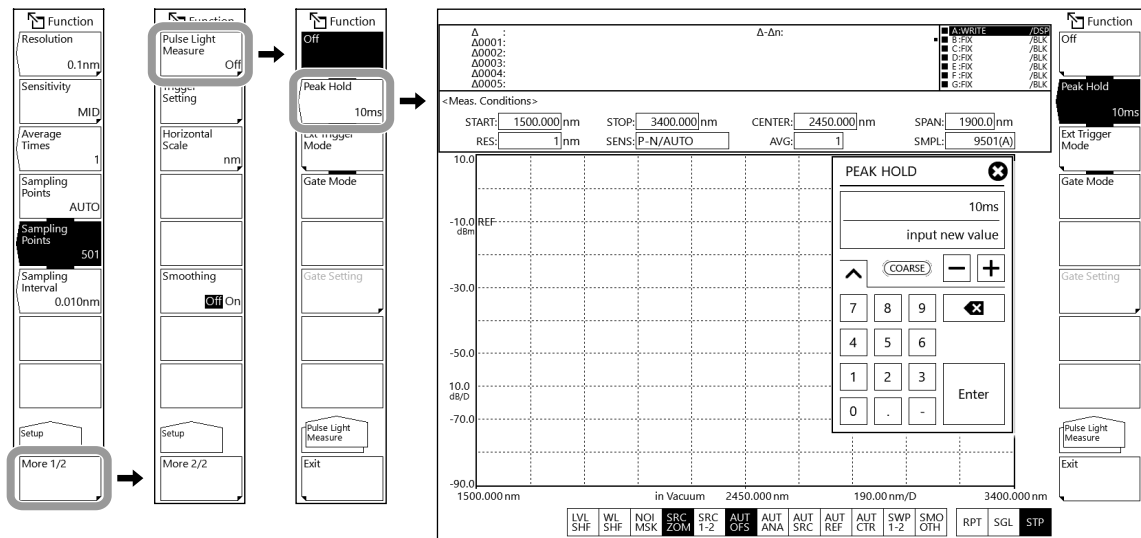 Function
Resolution
0.1nm
Sensitivity
MID
Average
Times
1
Sampling
Points
AUTO
Sampling
Points
501
Sampling
Interval
0.010nm
Setup
More 1/2
Function
Pulse Light
Measure
Off
Trigger
Setting
Horizontal
Scale
nm
Smoothing
Off On
Setup
More 2/2
Function
Off
Peak Hold
10ms
Ext Trigger
Mode
Gate Mode
Gate Setting
Pulse Light
Measure
Exit
Δ :
Δ0001:
Δ0002:
Δ0003:
Δ0004:
Δ0005:
Δ-Δn:
A:WRITE /DSP
B:FIX /BLK
C:FIX /BLK
D:FIX /BLK
E:FIX /BLK
F:FIX /BLK
G:FIX /BLK
<Meas. Conditions>
START: 1500.000 nm STOP: 3400.000 nm CENTER: 2450.000 nm SPAN: 1900.0 nm
RES: 1 nm SENS: P-N/AUTO AVG: 1 SMPL: 9501(A)
10.0
-10.0 REF
dBm
-30.0
-50.0
10.0
dB/D
-70.0
-90.0
1500.000 nm in Vacuum 2450.000 nm 190.00 nm/D 3400.000 nm
PEAK HOLD
10ms
input new value
COARSE
7 8 9
4 5 6
1 2 3
Enter
0 . -
LVL SHF
WL SHF
NOI MSK
SRC ZOM
SRC 1-2
AUT OFS
AUT ANA
AUT SRC
AUT REF
AUT CTR
SWP 1-2
SMO OTH
RPT SGL STP
Function
Off
Peak Hold
10ms
Ext Trigger
Mode
Gate Mode
Gate Setting
Pulse Light
Measure
Exit